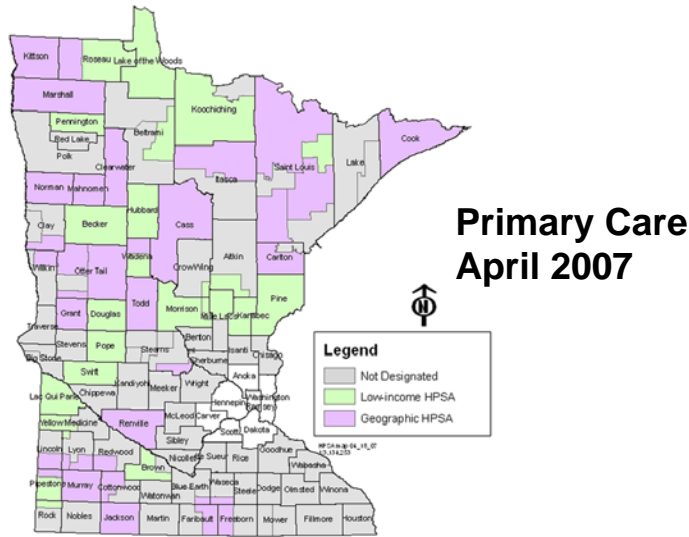 Kittson
Roseau
Lake of the Woods
Marshall
Koochiching
Pennington
Beltrami
Red Lake
Polk
Clearwater
Cook
Lake
Saint Louis
Itasca
Norman
Mahnomen
Hubbard
Cass
Clay
Becker
Primary Care
April 2007
Wadena
Aitkin
Carlton
Wilkin
Otter Tail
Crow Wing
Pine
Todd
Grant
Douglas
Morrison
Mille Lacs
Kanabec
N
Traverse
Stevens
Pope
Stearns
Benton
Isanti
Chisago
Big Stone
Sherburne
Legend
Not Designated
Low-income HPSA
Geographic HPSA
Swift
Kandiyohi
Meeker
Wright
Anoka
Washington
Hennepin
Ramsey
Lac Qui Parle
Chippewa
McLeod
Carver
Scott
Dakota
Yellow Medicine
Renville
Sibley
Lincoln
Lyon
Redwood
Nicollet
Le Sueur
Rice
Goodhue
Wabasha
Brown
Pipestone
Murray
Cottonwood
Watonwan
Blue Earth
Waseca
Steele
Dodge
Olmsted
Winona
Rock
Nobles
Jackson
Martin
Faribault
Freeborn
Mower
Fillmore
Houston